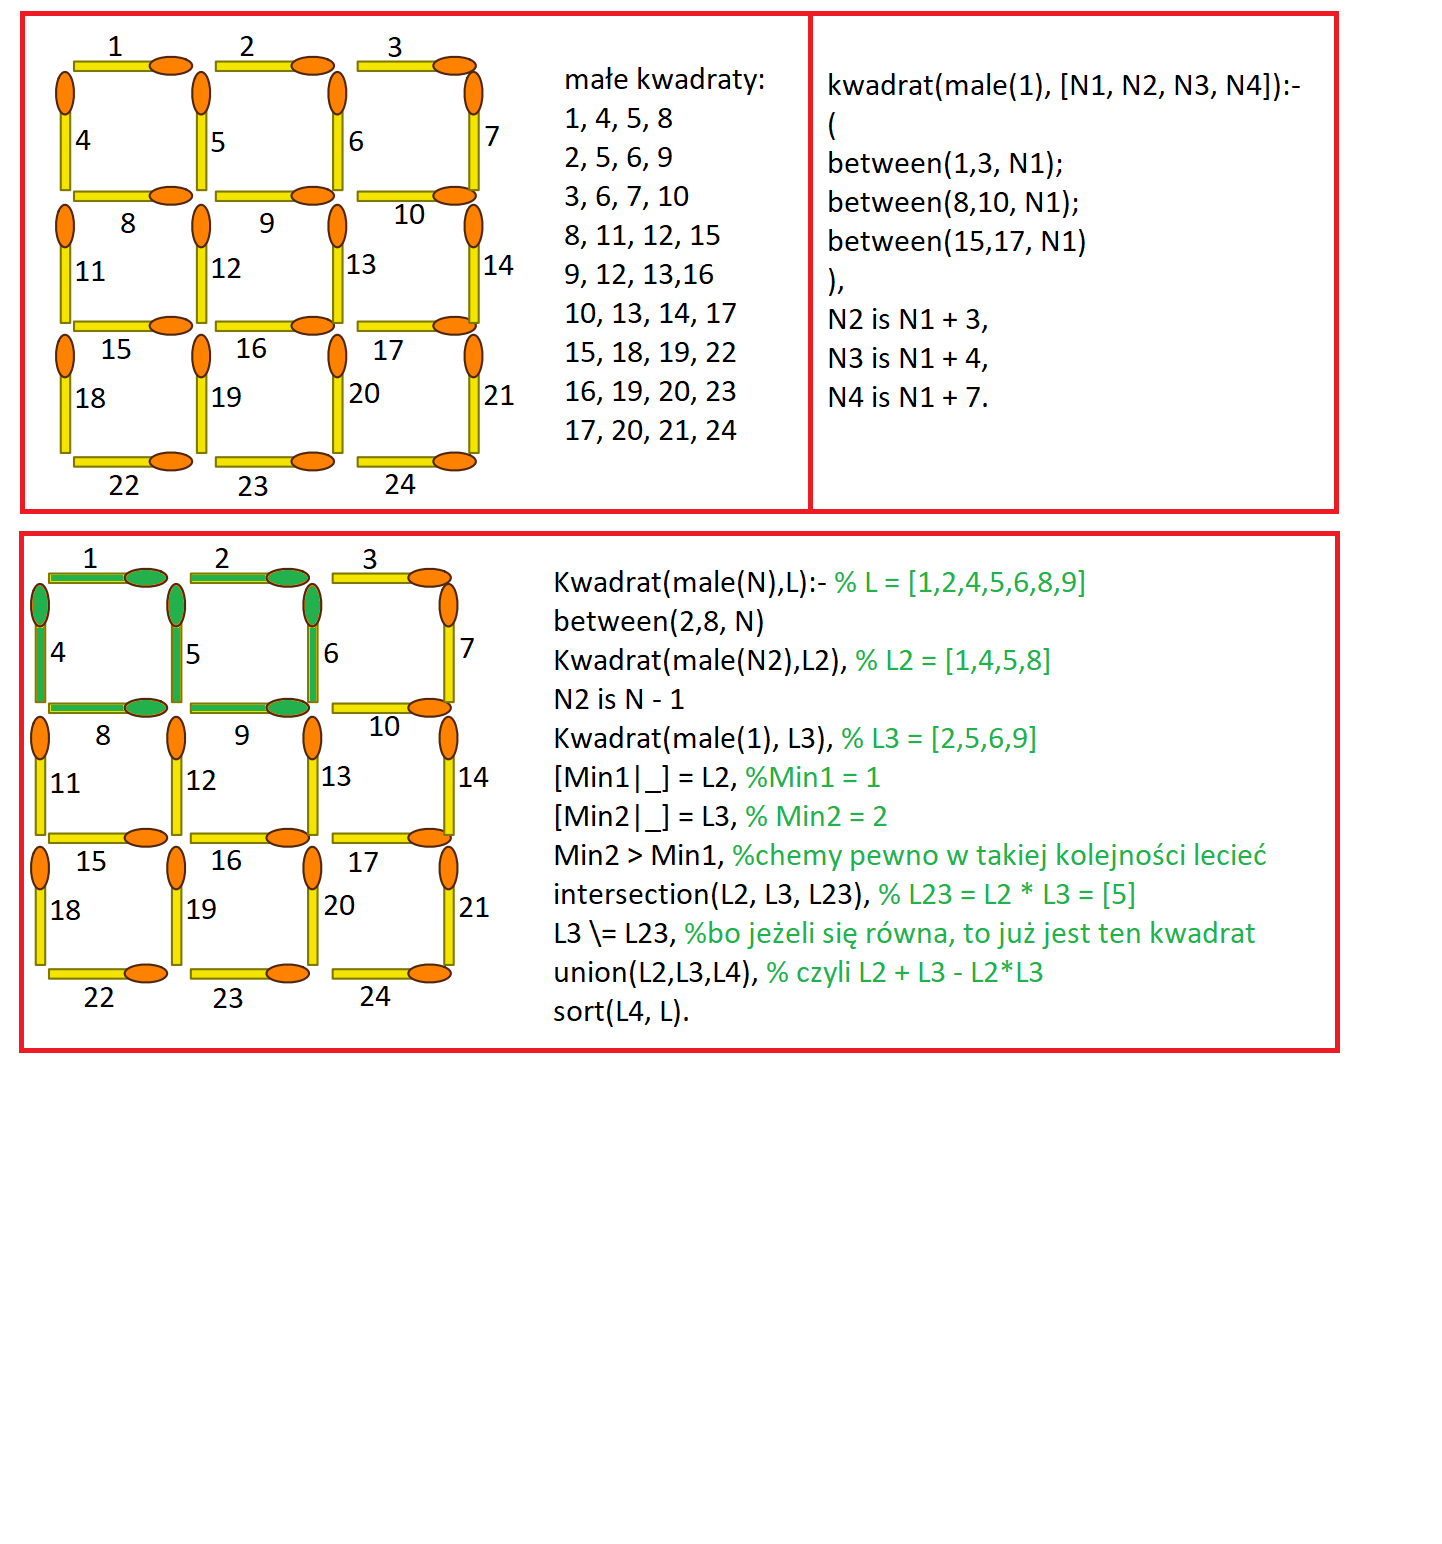 1 2 3
4 5 6 7
8 9 10
11 12 13 14
15 16 17
18 19 20 21
22 23 24
małe kwadraty:
1, 4, 5, 8
2, 5, 6, 9
3, 6, 7, 10
8, 11, 12, 15
9, 12, 13,16
10, 13, 14, 17
15, 18, 19, 22
16, 19, 20, 23
17, 20, 21, 24
kwadrat(male(1), [N1, N2, N3, N4]):-
(
between(1,3, N1);
between(8,10, N1);
between(15,17, N1)
),
N2 is N1 + 3,
N3 is N1 + 4,
N4 is N1 + 7.
1 2 3
4 5 6 7
8 9 10
11 12 13 14
15 16 17
18 19 20 21
22 23 24
Kwadrat(male(N),L):- % L = [1,2,4,5,6,8,9]
between(2,8, N)
Kwadrat(male(N2),L2), % L2 = [1,4,5,8]
N2 is N - 1
Kwadrat(male(1), L3), % L3 = [2,5,6,9]
[Min1|_] = L2, %Min1 = 1
[Min2|_] = L3, % Min2 = 2
Min2 > Min1, %chemy pewno w takiej kolejności lecieć
intersection(L2, L3, L23), % L23 = L2 * L3 = [5]
L3 \= L23, %bo jeżeli się równa, to już jest ten kwadrat
union(L2,L3,L4), % czyli L2 + L3 - L2*L3
sort(L4, L).